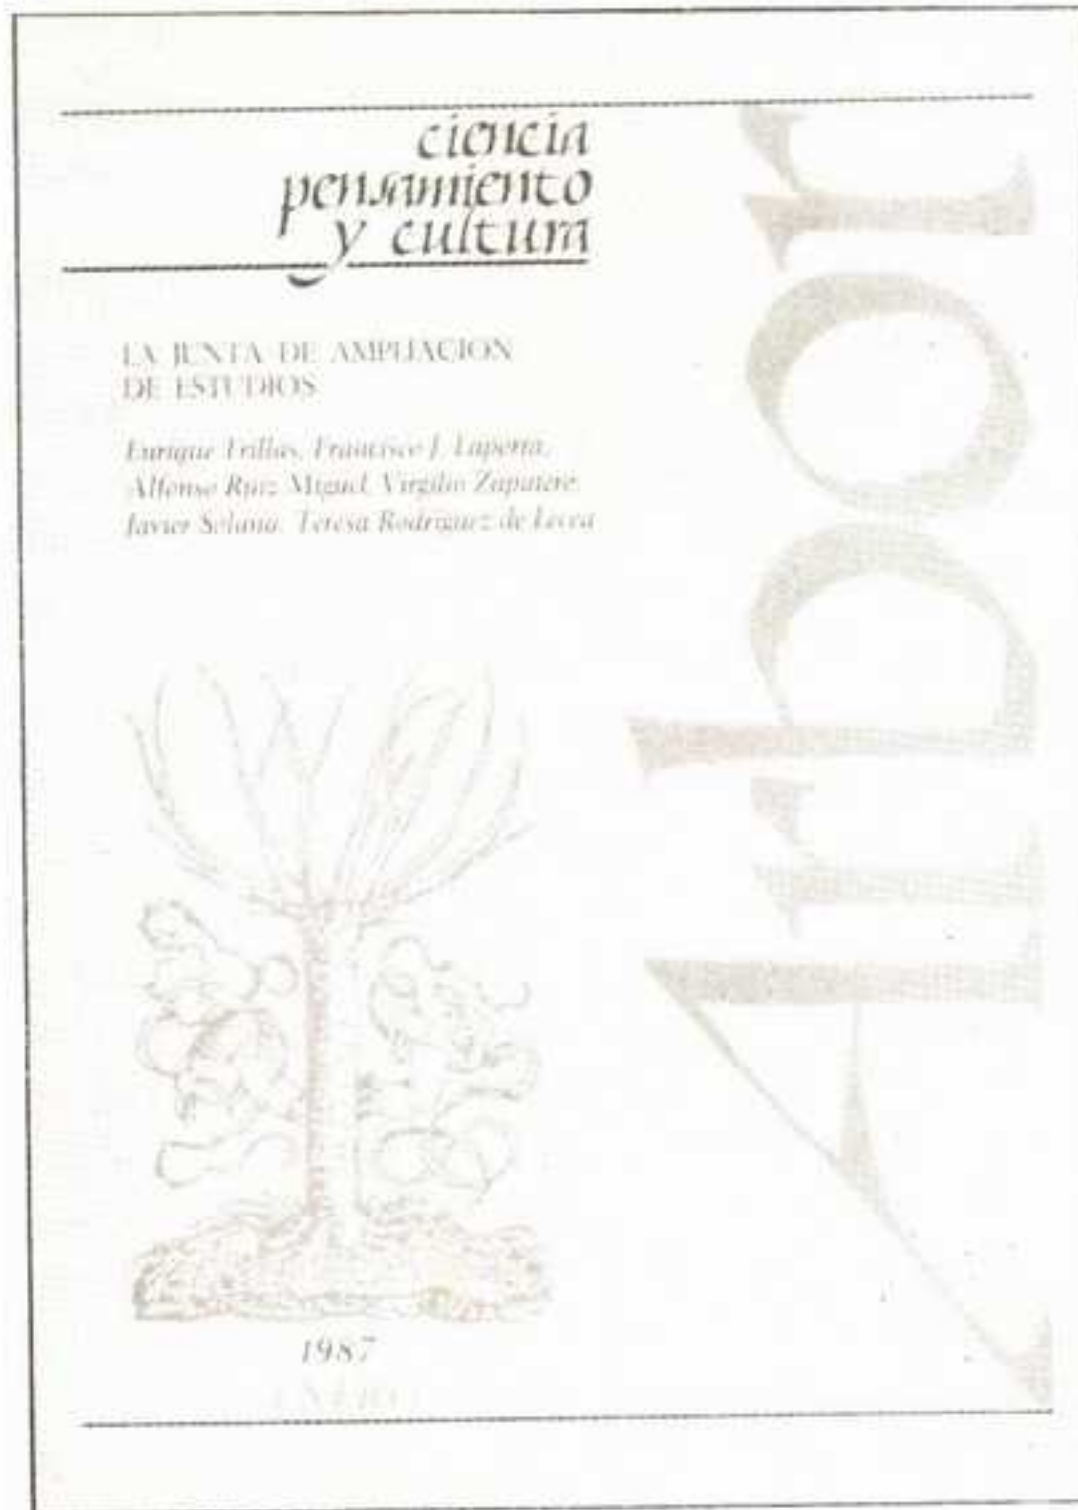 ciencia
pensamiento
y cultura
Arbor
LA JUNTA DE AMPLIACION
DE ESTUDIOS
Enrique Trillas, Francisco J. Laporta,
Alfonso Ruiz Miguel, Virgilio Zapatero,
Javier Solana, Teresa Rodríguez de Lecea
1987
ENERO